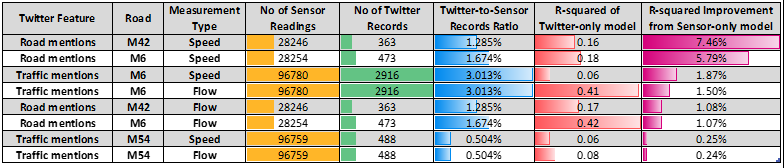 Twitter Feature Road Measurement Type No of Sensor Readings No of Twitter Records Twitter-to-Sensor Records Ratio R-squared of Twitter-only model R-squared Improvement from Sensor-only model
Road mentions M42 Speed 28246 363 1.285% 0.16 7.46%
Road mentions M6 Speed 28254 473 1.674% 0.18 5.79%
Traffic mentions M6 Speed 96780 2916 3.013% 0.06 1.87%
Traffic mentions M6 Flow 96780 2916 3.013% 0.41 1.50%
Road mentions M42 Flow 28246 363 1.285% 0.17 1.08%
Road mentions M6 Flow 28254 473 1.674% 0.42 1.07%
Traffic mentions M54 Speed 96759 488 0.504% 0.06 0.25%
Traffic mentions M54 Flow 96759 488 0.504% 0.08 0.24%